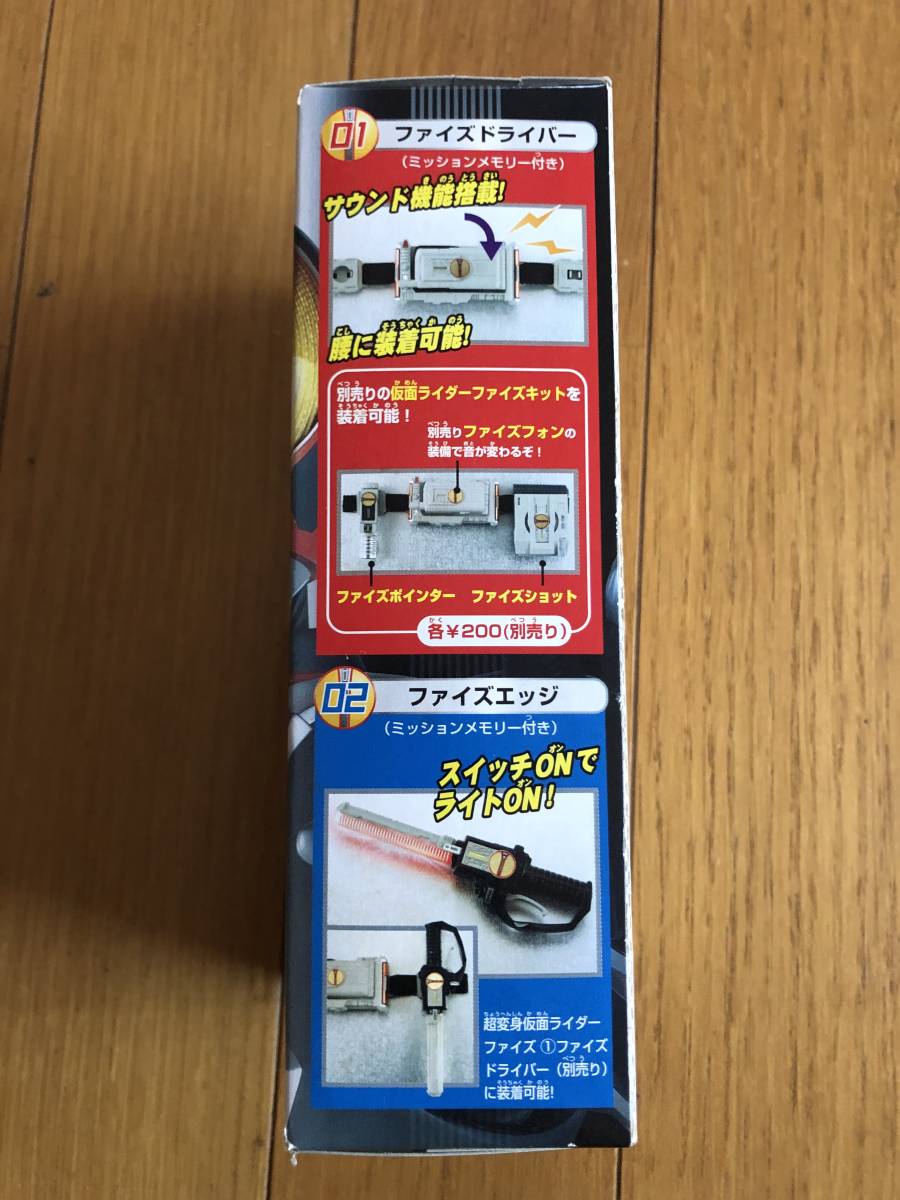 01 ファイズドライバー
(ミッションメモリー付き)
サウンド機能搭載!
腰に装着可能!
別売りの仮面ライダーファイズキットを
装着可能!
別売りファイズフォンの
装備で音が変わるぞ!
ファイズポインター ファイズショット
各¥200(別売り)
02 ファイズエッジ
(ミッションメモリー付き)
スイッチONで
ライトON!
超変身仮面ライダー
ファイズ ①ファイズ
ドライバー(別売り)
に装着可能!